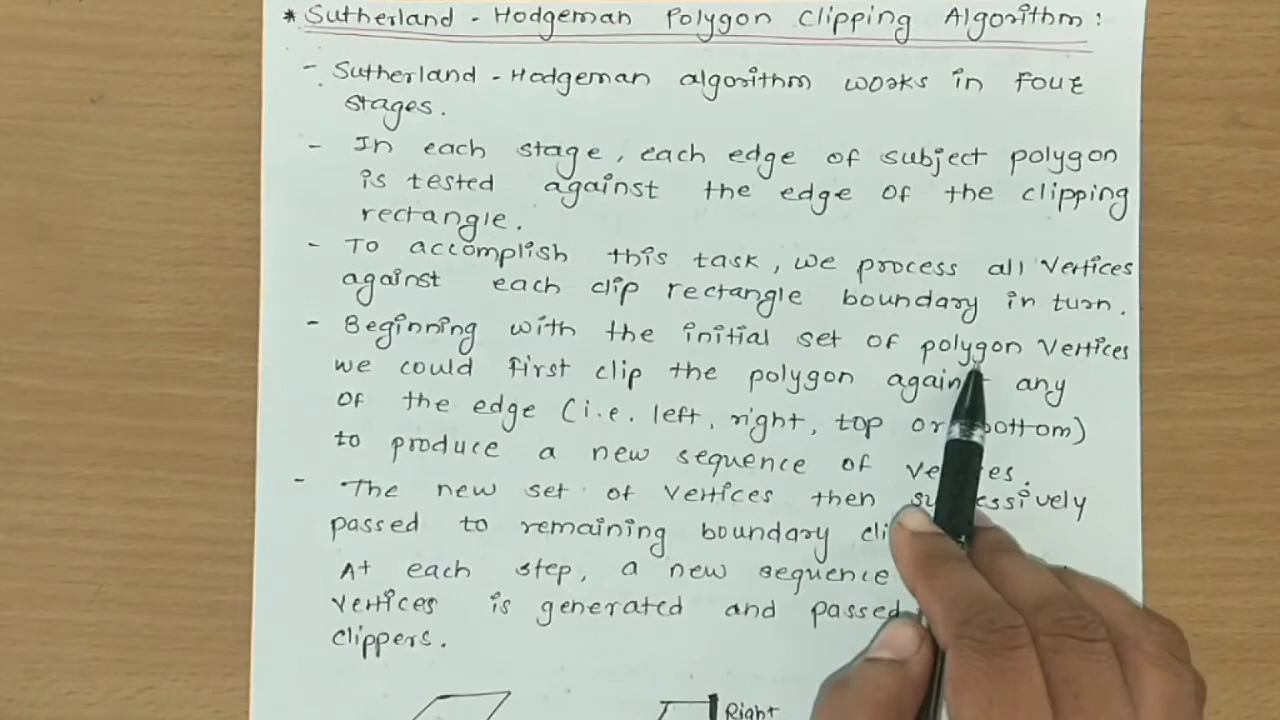 * Sutherland - Hodgeman Polygon Clipping Algorithm :
- Sutherland - Hodgeman algorithm works in four
stages.
- In each stage, each edge of subject polygon
is tested against the edge of the clipping
rectangle.
- To accomplish this task, we process all vertices
against each clip rectangle boundary in turn.
- Beginning with the initial set of polygon vertices
we could first clip the polygon against any
of the edge (i.e. left, right, top or bottom)
to produce a new sequence of
- The new set of vertices then
passed to remaining boundary
At each step, a new sequence
vertices is generated and passed
clippers.
Right